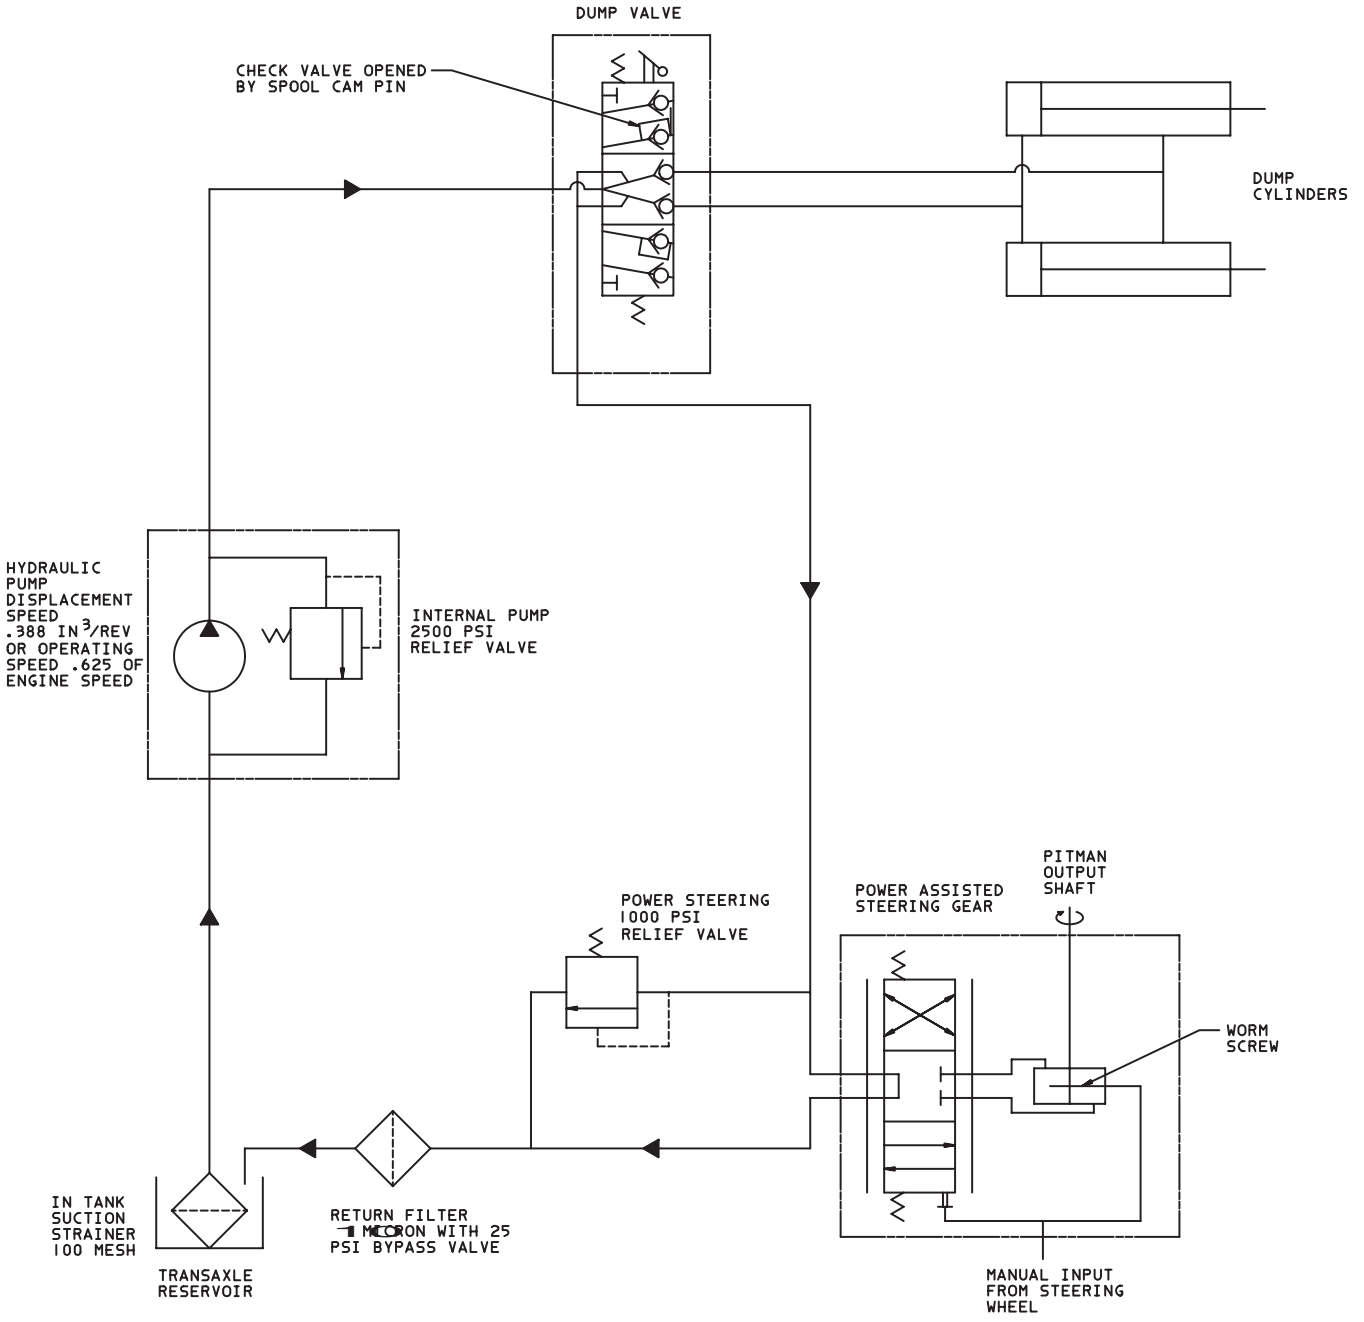 DUMP VALVE
CHECK VALVE OPENED
BY SPOOL CAM PIN
DUMP
CYLINDERS
HYDRAULIC
PUMP
DISPLACEMENT
SPEED
.388 IN3/REV
OR OPERATING
SPEED .625 OF
ENGINE SPEED
INTERNAL PUMP
2500 PSI
RELIEF VALVE
POWER STEERING
1000 PSI
RELIEF VALVE
POWER ASSISTED
STEERING GEAR
PITMAN
OUTPUT
SHAFT
WORM
SCREW
IN TANK
SUCTION
STRAINER
100 MESH
TRANSAXLE
RESERVOIR
RETURN FILTER
MICRON WITH 25
PSI BYPASS VALVE
MANUAL INPUT
FROM STEERING
WHEEL